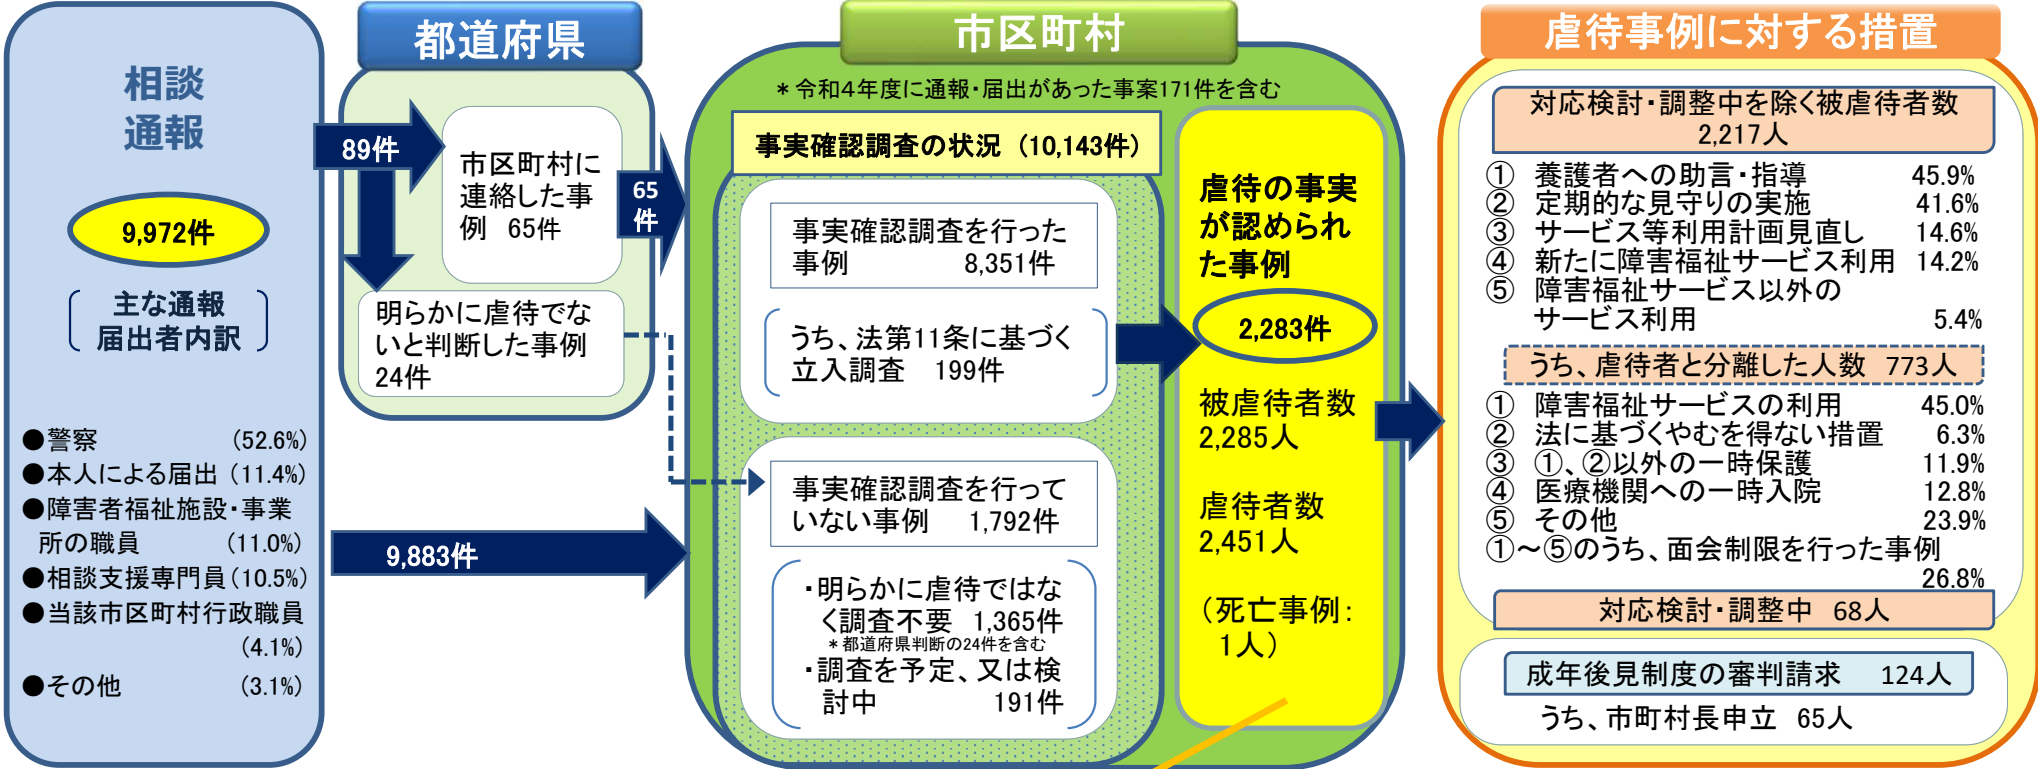 相談
通報
9,972件
主な通報
届出者内訳
●警察 (52.6%)
●本人による届出 (11.4%)
●障害者福祉施設・事業
所の職員 (11.0%)
●相談支援専門員(10.5%)
●当該市区町村行政職員
(4.1%)
●その他 (3.1%)
都道府県
89件
市区町村に
連絡した事
例 65件
65
件
明らかに虐待でな
いと判断した事例
24件
9,883件
市区町村
*令和4年度に通報・届出があった事案171件を含む
事実確認調査の状況 (10,143件)
事実確認調査を行った
事例 8,351件
うち、法第11条に基づく
立入調査 199件
事実確認調査を行って
いない事例 1,792件
・明らかに虐待ではな
く調査不要 1,365件
*都道府県判断の24件を含む
・調査を予定、又は検
討中 191件
虐待の事実
が認められ
た事例
2,283件
被虐待者数
2,285人
虐待者数
2,451人
(死亡事例:
1人)
虐待事例に対する措置
対応検討・調整中を除く被虐待者数
2,217人
① 養護者への助言・指導 45.9%
② 定期的な見守りの実施 41.6%
③ サービス等利用計画見直し 14.6%
④ 新たに障害福祉サービス利用 14.2%
⑤ 障害福祉サービス以外の
サービス利用 5.4%
うち、虐待者と分離した人数 773人
① 障害福祉サービスの利用 45.0%
② 法に基づくやむを得ない措置 6.3%
③ ①、②以外の一時保護 11.9%
④ 医療機関への一時入院 12.8%
⑤ その他 23.9%
①~⑤のうち、面会制限を行った事例
26.8%
対応検討・調整中 68人
成年後見制度の審判請求 124人
うち、市町村長申立 65人